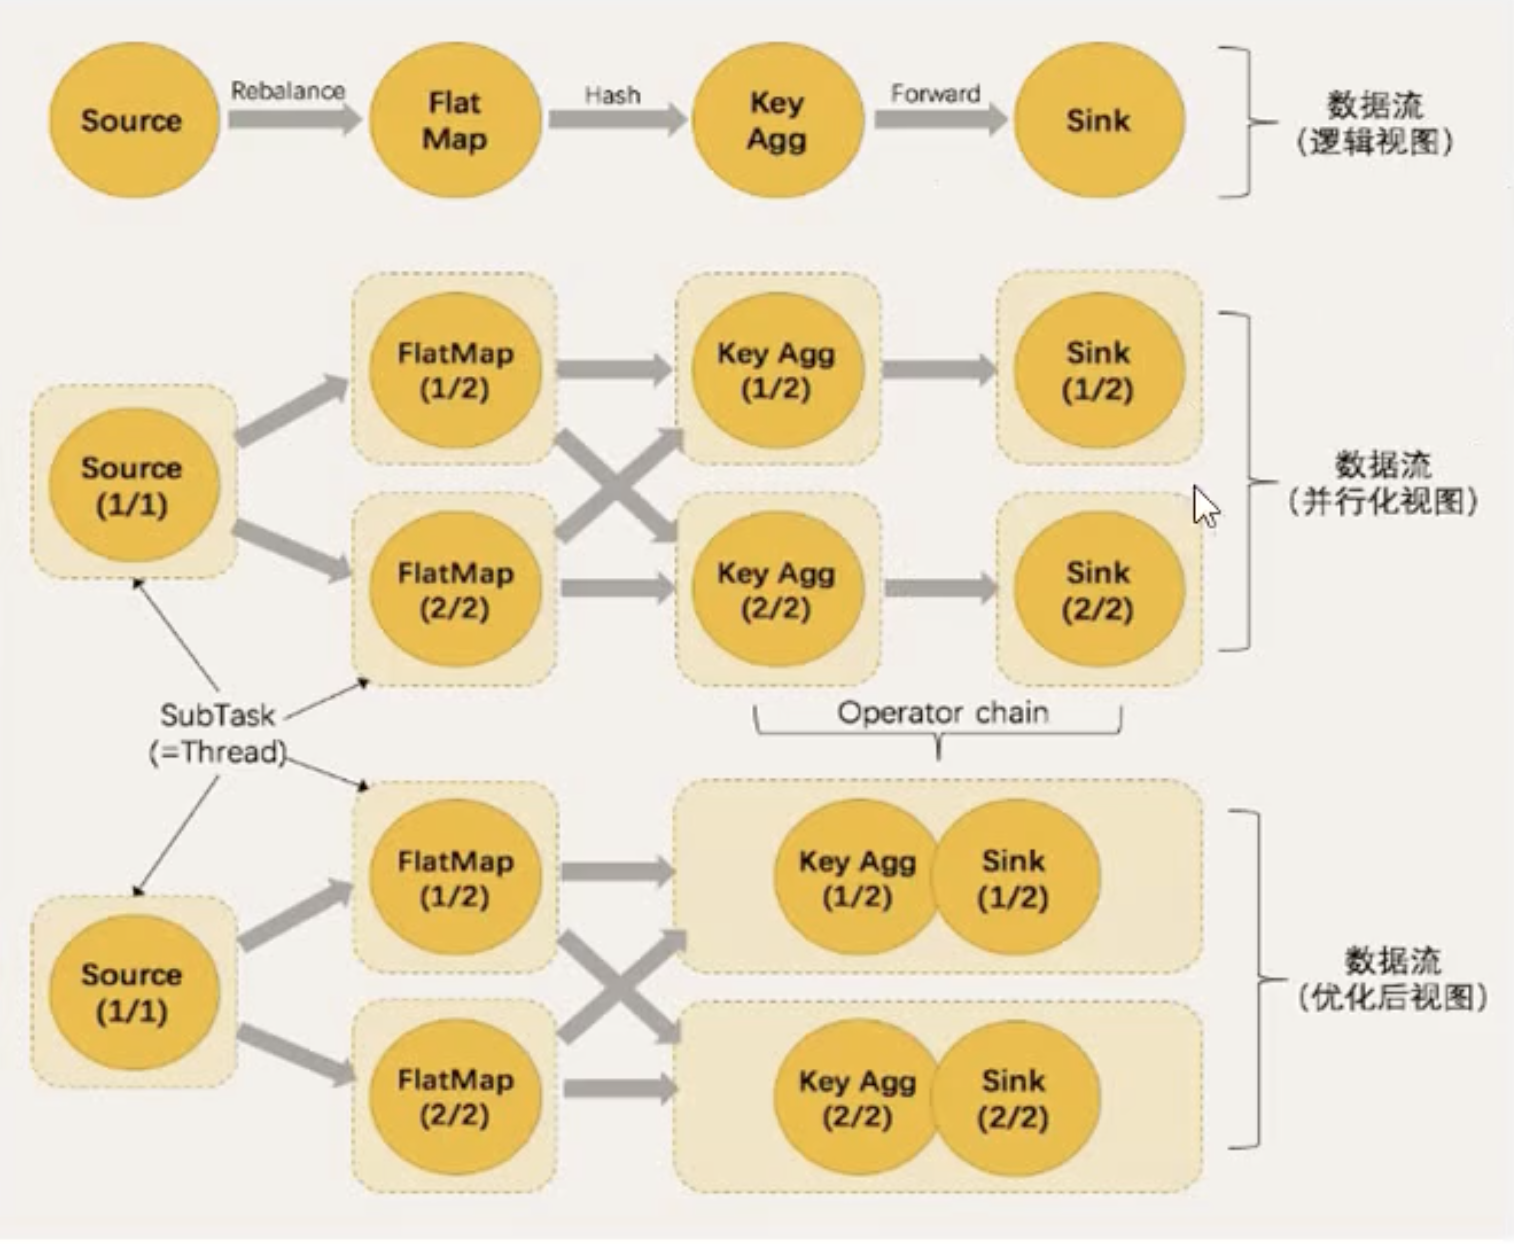 Source
Rebalance
Flat
Map
Hash
Key
Agg
Forward
Sink
数据流
(逻辑视图)
Source
(1/1)
FlatMap
(1/2)
Key Agg
(1/2)
Sink
(1/2)
FlatMap
(2/2)
Key Agg
(2/2)
Sink
(2/2)
数据流
(并行化视图)
SubTask
(=Thread)
Operator chain
Source
(1/1)
FlatMap
(1/2)
Key Agg
(1/2)
Sink
(1/2)
FlatMap
(2/2)
Key Agg
(2/2)
Sink
(2/2)
数据流
(优化后视图)